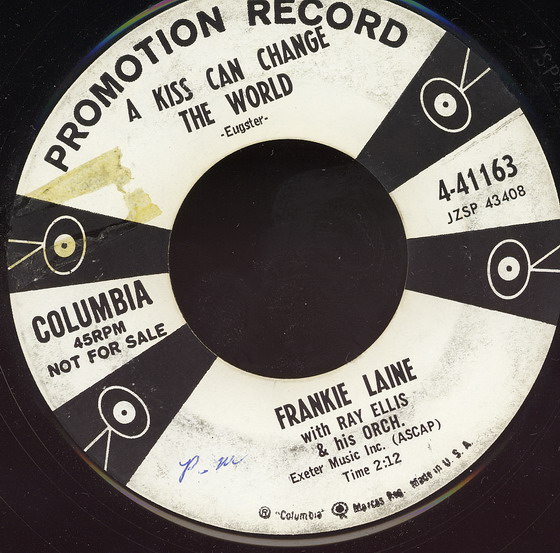 PROMOTION RECORD
A KISS CAN CHANGE
THE WORLD
-Eugster-
4-41163
JZSP 43408
COLUMBIA
45RPM
NOT FOR SALE
FRANKIE LAINE
with RAY ELLIS
& his ORCH.
Exeter Music Inc. (ASCAP)
Time 2:12
® "Columbia" Marcas Reg. Made in U. S. A.